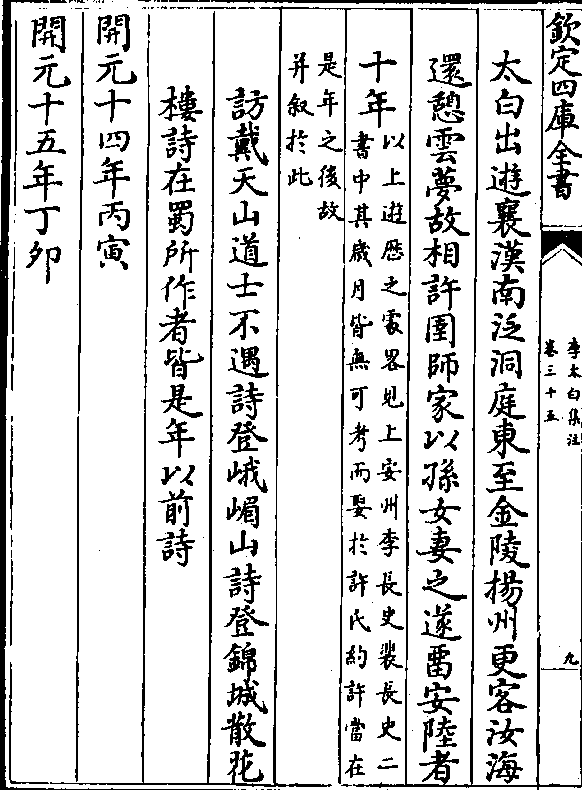 欽定四庫全書
李太白集注
卷三十五
九
太白出遊襄漢南泛洞庭東至金陵揚州更客汝海
還憩雲夢故相許圉師家以孫女妻之遂留安陸者
十年
以上遊歷之處畧見上安州李長史裴長史二
書中其歲月皆無可考而娶於許氏約許當在
是年之後故
并叙於此
訪戴天山道士不遇詩登峨嵋山詩登錦城散花
樓詩在蜀所作者皆是年以前詩
開元十四年丙寅
開元十五年丁卯